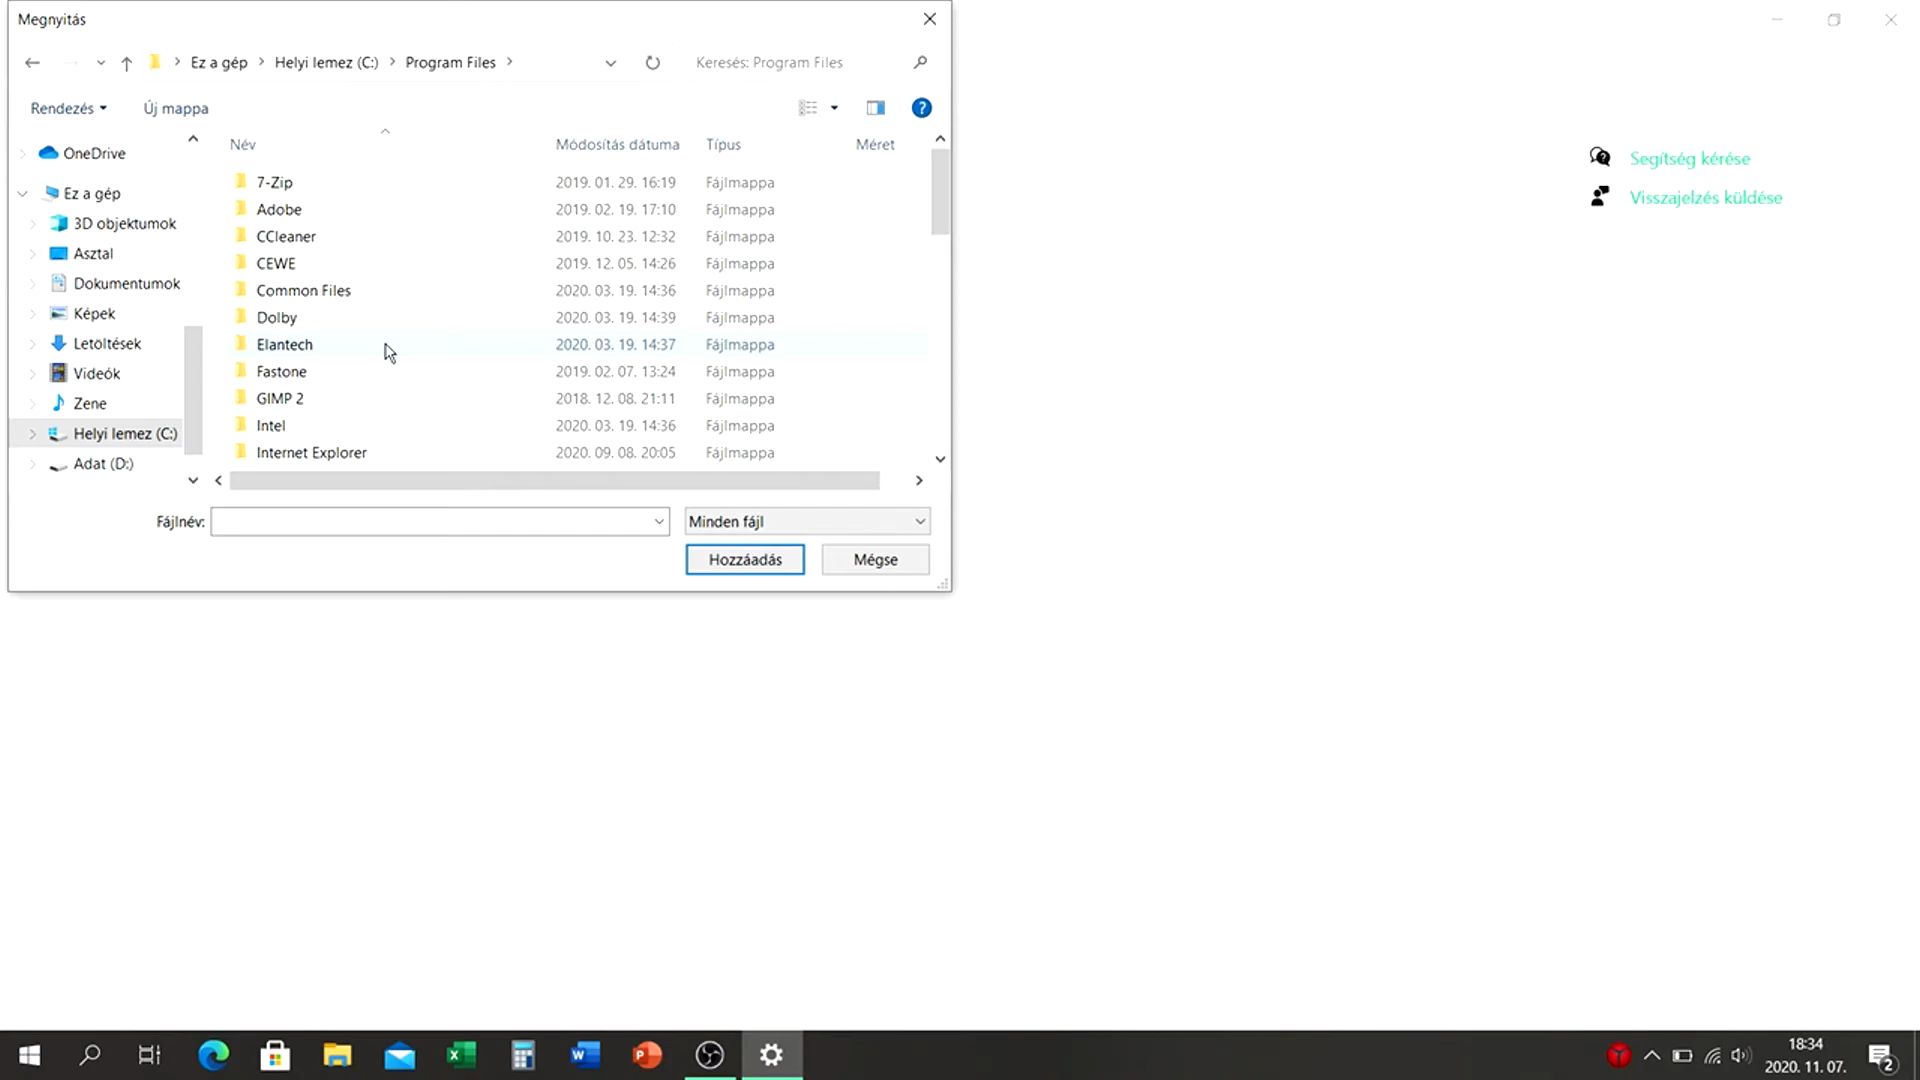 Megnyitás
Ez a gép > Helyi lemez (C:) > Program Files >
Keresés: Program Files
Rendezés
Új mappa
OneDrive
Ez a gép
3D objektumok
Asztal
Dokumentumok
Képek
Letöltések
Videók
Zene
Helyi lemez (C:)
Adat (D:)
Név Módosítás dátuma Típus Méret
7-Zip 2019. 01. 29. 16:19 Fájlmappa
Adobe 2019. 02. 19. 17:10 Fájlmappa
CCleaner 2019. 10. 23. 12:32 Fájlmappa
CEWE 2019. 12. 05. 14:26 Fájlmappa
Common Files 2020. 03. 19. 14:36 Fájlmappa
Dolby 2020. 03. 19. 14:39 Fájlmappa
Elantech 2020. 03. 19. 14:37 Fájlmappa
Fastone 2019. 02. 07. 13:24 Fájlmappa
GIMP 2 2018. 12. 08. 21:11 Fájlmappa
Intel 2020. 03. 19. 14:36 Fájlmappa
Internet Explorer 2020. 09. 08. 20:05 Fájlmappa
Fájlnév:
Minden fájl
Hozzáadás
Mégse
Segítség kérése
Visszajelzés küldése
18:34
2020. 11. 07.
2